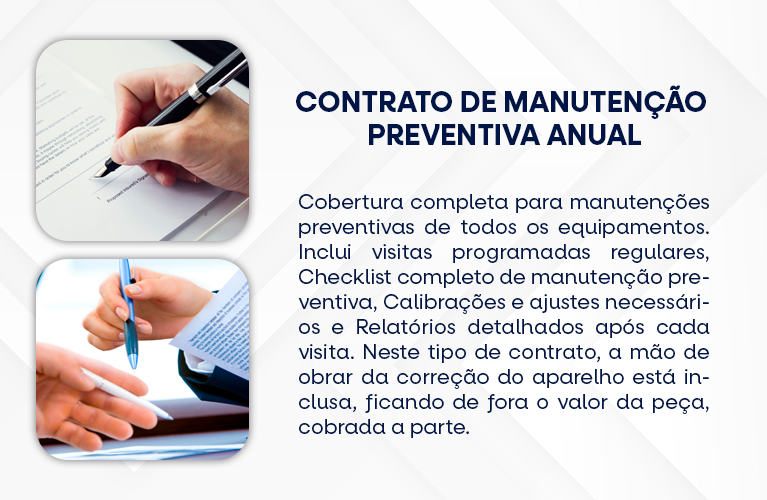 CONTRATO DE MANUTENÇÃO
PREVENTIVA ANUAL
Cobertura completa para manutenções
preventivas de todos os equipamentos.
Inclui visitas programadas regulares,
Checklist completo de manutenção pre-
ventiva, Calibrações e ajustes necessári-
os e Relatórios detalhados após cada
visita. Neste tipo de contrato, a mão de
obrar da correção do aparelho está in-
clusa, ficando de fora o valor da peça,
cobrada a parte.